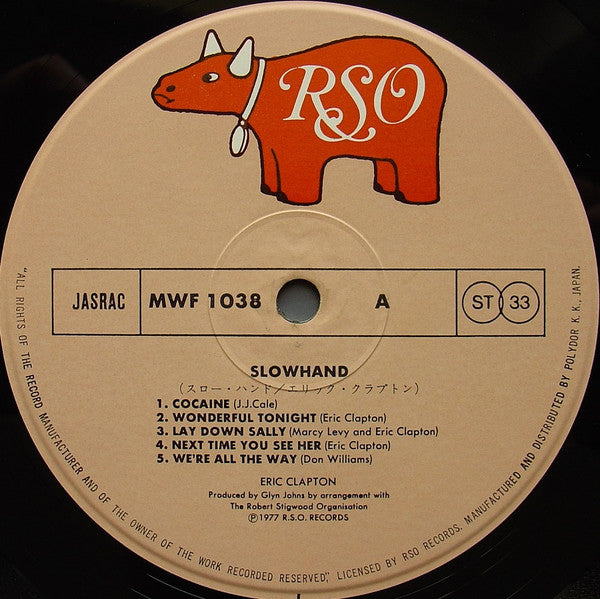 RSO
JASRAC MWF 1038 A ST 33
SLOWHAND
(スロー・ハンド/エリック・クラプトン)
1. COCAINE (J.J.Cale)
2. WONDERFUL TONIGHT (Eric Clapton)
3. LAY DOWN SALLY (Marcy Levy and Eric Clapton)
4. NEXT TIME YOU SEE HER (Eric Clapton)
5. WE'RE ALL THE WAY (Don Williams)
ERIC CLAPTON
Produced by Glyn Johns by arrangement with
The Robert Stigwood Organisation
Ⓟ1977 R.S.O. RECORDS
"ALL RIGHTS OF THE RECORD MANUFACTURER AND OF THE OWNER OF THE WORK RECORDED RESERVED," LICENSED BY RSO RECORDS, MANUFACTURED AND DISTRIBUTED BY POLYDOR K. K., JAPAN.